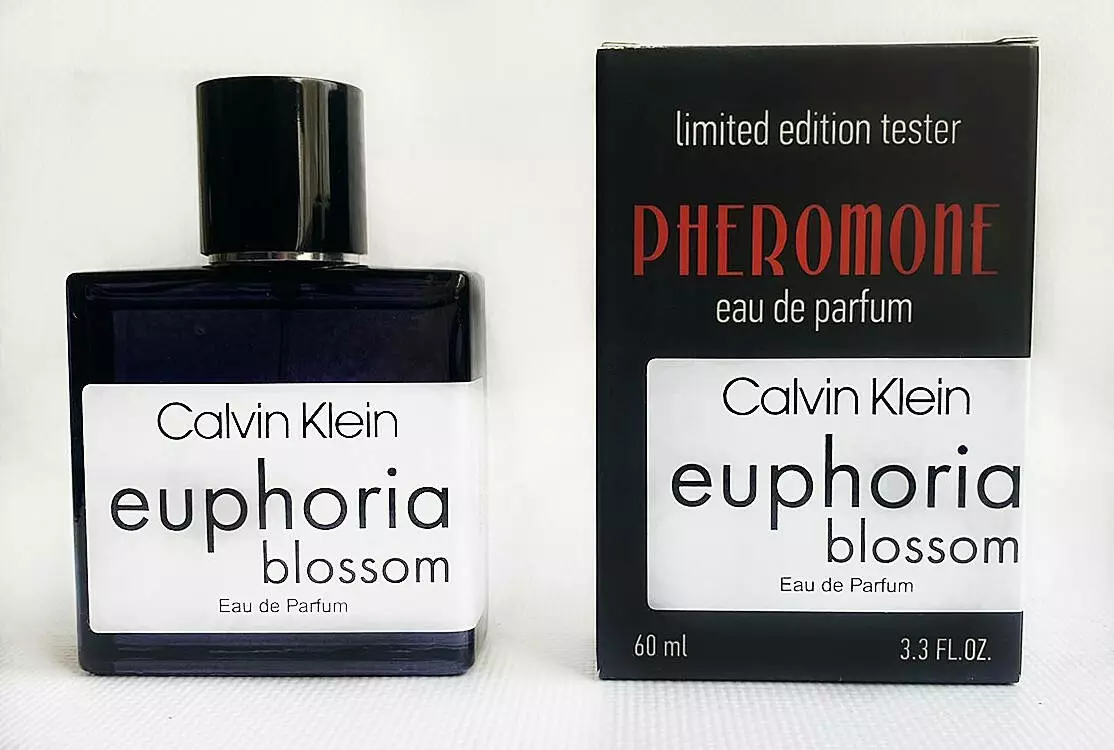 Calvin Klein
euphoria
blossom
Eau de Parfum
limited edition tester
PHEROMONE
eau de parfum
Calvin Klein
euphoria
blossom
Eau de Parfum
60 ml 3.3 FL.OZ.